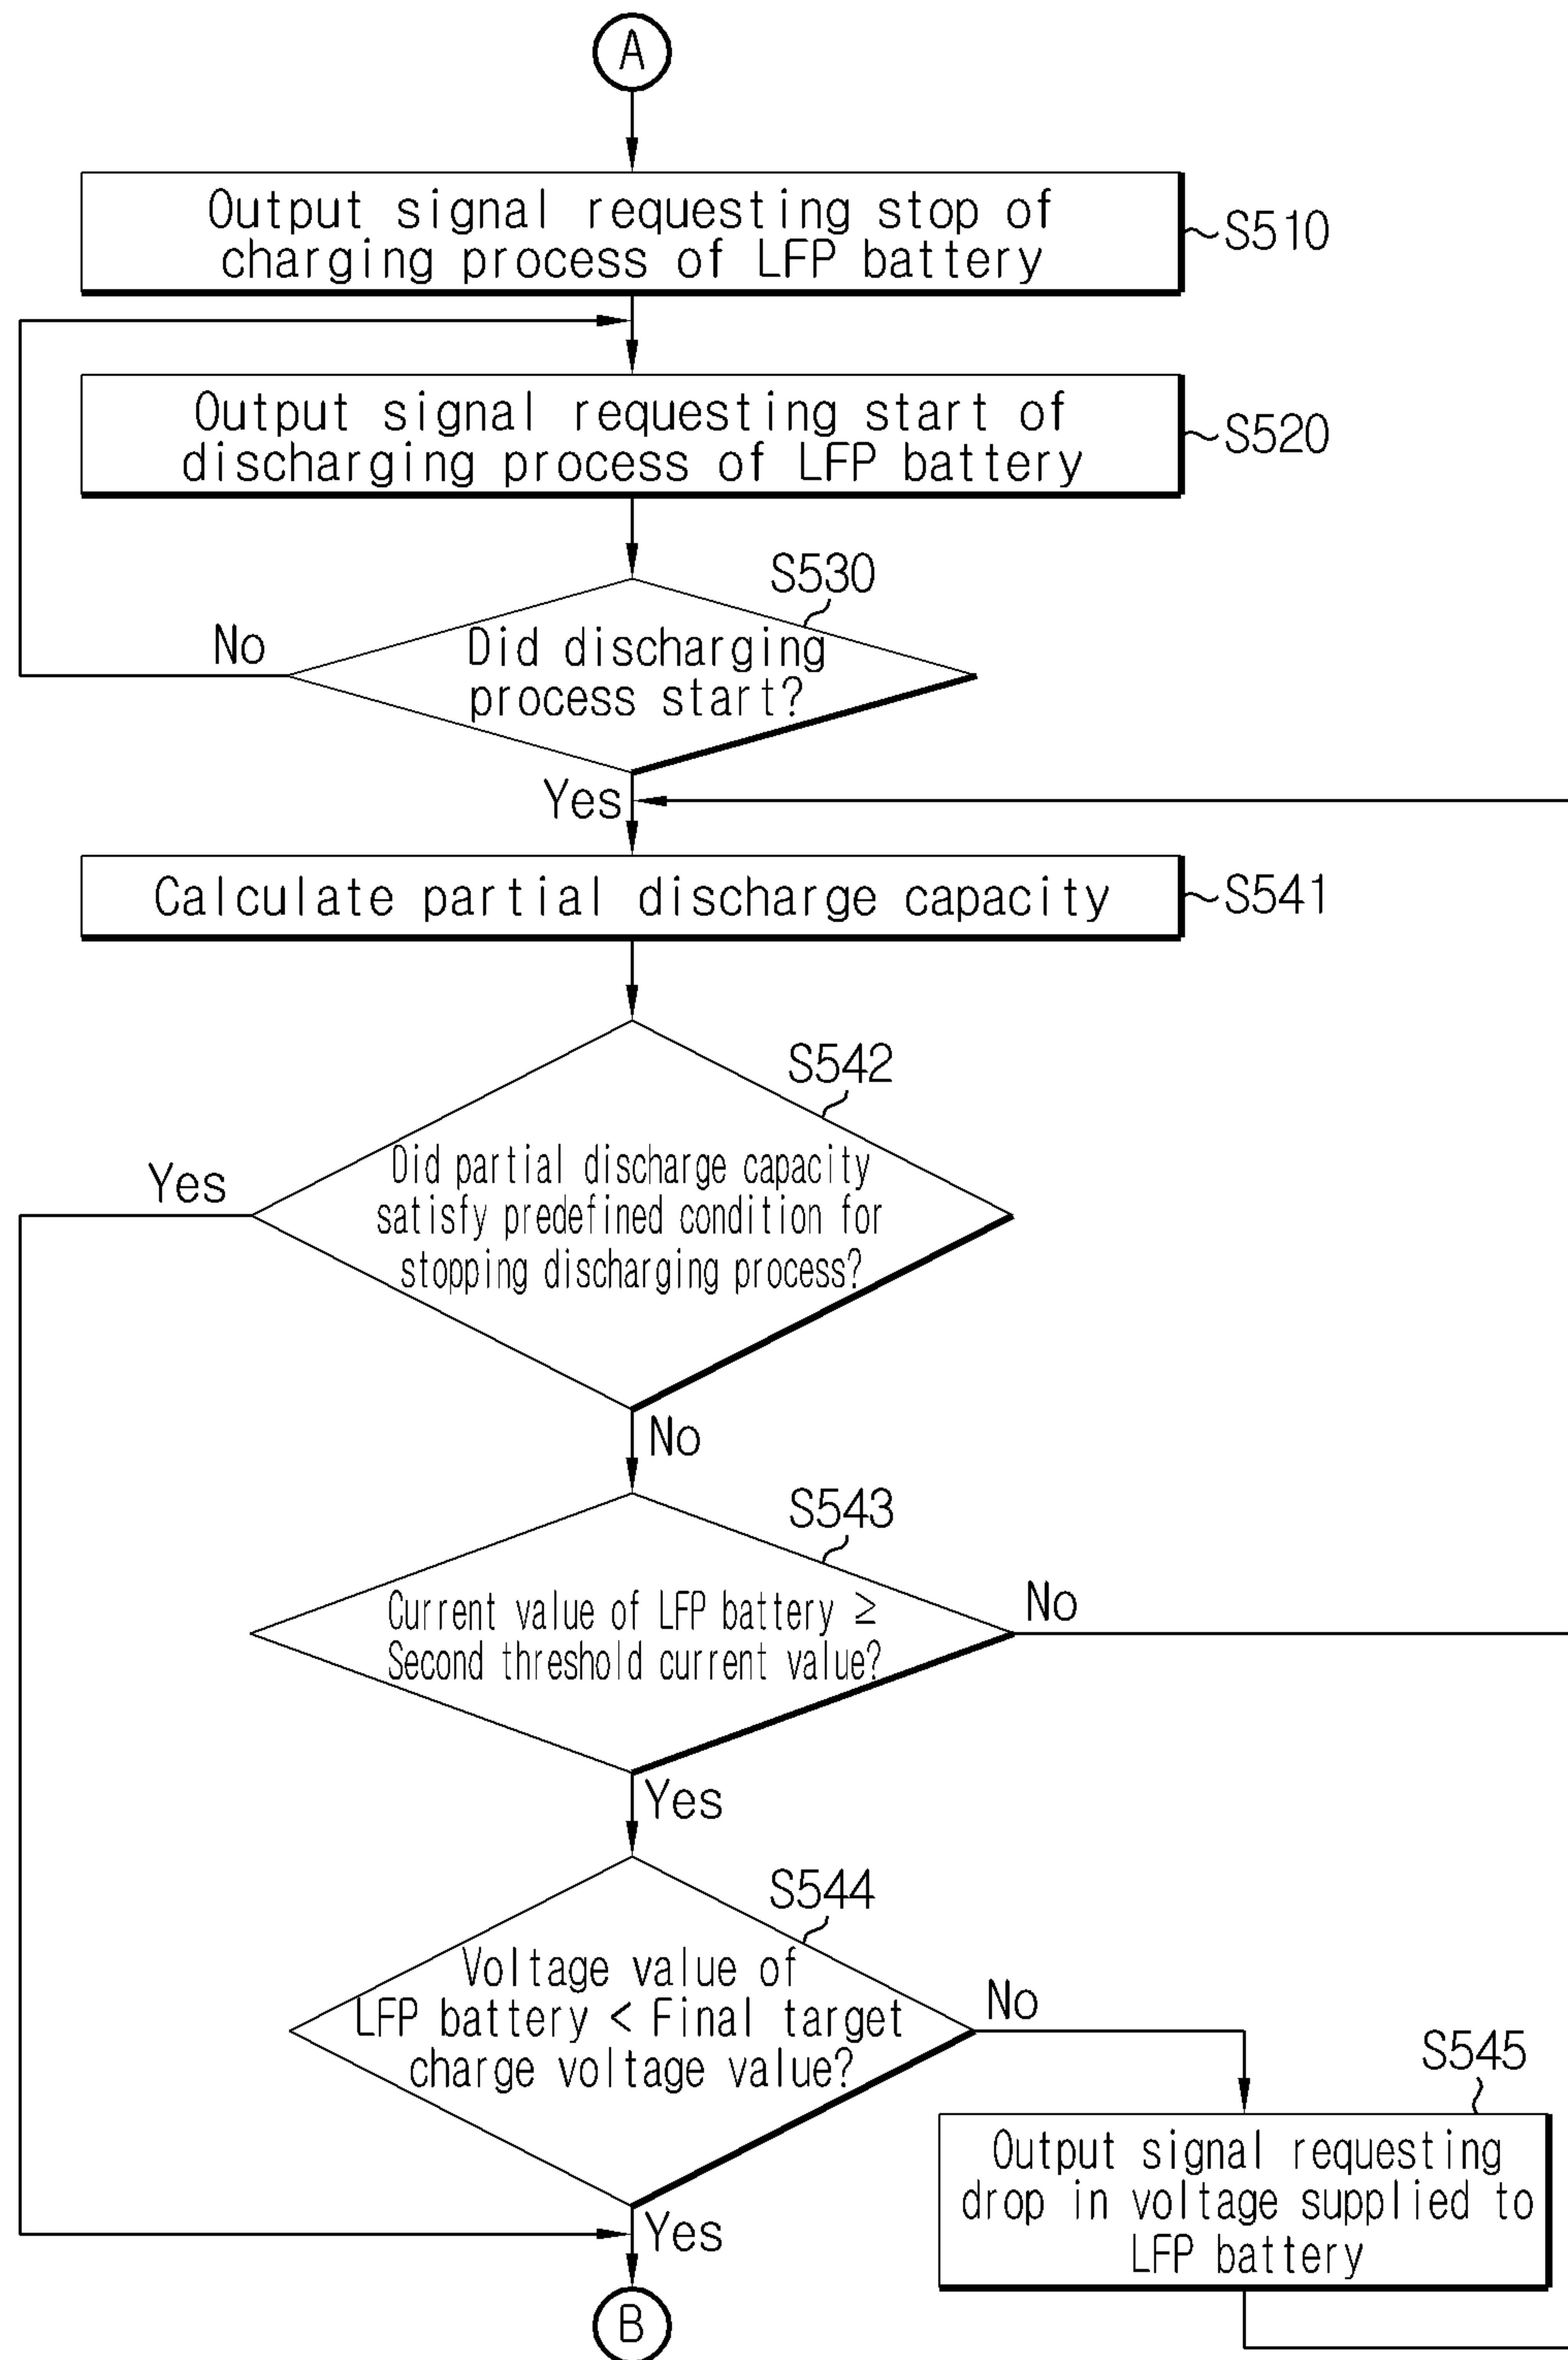 A
Output signal requesting stop of
charging process of LFP battery
S510
Output signal requesting start of
discharging process of LFP battery
S520
S530
No
Did discharging
process start?
Yes
Calculate partial discharge capacity
S541
S542
Yes
Did partial discharge capacity
satisfy predefined condition for
stopping discharging process?
No
S543
Current value of LFP battery ≥
Second threshold current value?
No
Yes
S544
Voltage value of
LFP battery < Final target
charge voltage value?
No
S545
Output signal requesting
drop in voltage supplied to
LFP battery
Yes
B